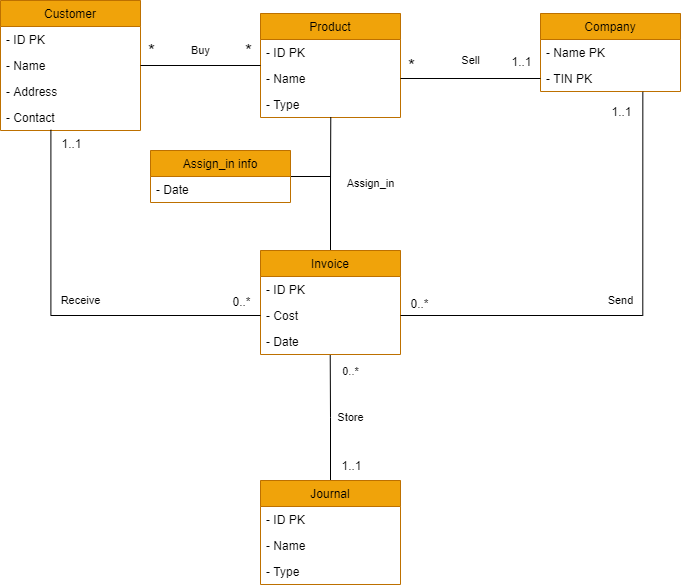 Customer
- ID PK
- Name
- Address
- Contact
* Buy *
Product
- ID PK
- Name
- Type
* Sell 1..1
Company
- Name PK
- TIN PK
1..1
1..1
Assign_in info
- Date
Assign_in
Invoice
- ID PK
- Cost
- Date
Receive 0..*
0..* Send
0..*
Store
1..1
Journal
- ID PK
- Name
- Type